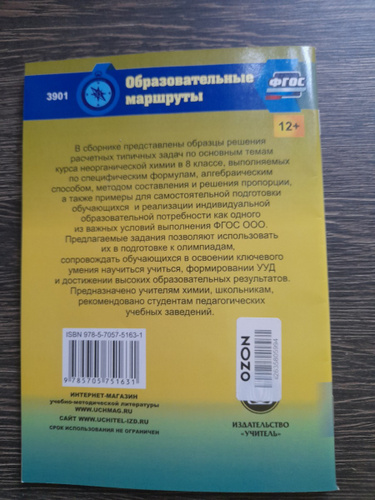 3901
Образовательные
маршруты
ФГОС
12+
В сборнике представлены образцы решения
расчетных типичных задач по основным темам
курса неорганической химии в 8 классе, выполняемых
по специфическим формулам, алгебраическим
способом, методом составления и решения пропорции,
а также примеры для самостоятельной подготовки
обучающихся и реализации индивидуальной
образовательной потребности как одного
из важных условий выполнения ФГОС ООО.
Предлагаемые задания позволяют использовать
их в подготовке к олимпиадам,
сопровождать обучающихся в освоении ключевого
умения научиться учиться, формировании УУД
и достижении высоких образовательных результатов.
Предназначено учителям химии, школьникам,
рекомендовано студентам педагогических
учебных заведений.
ISBN 978-5-7057-5163-1
9 785705 751631
OZON
ИНТЕРНЕТ-МАГАЗИН
учебно-методической литературы
WWW.UCHMAG.RU
САЙТ WWW.UCHITEL-IZD.RU
СРОК ИСПОЛЬЗОВАНИЯ НЕ ОГРАНИЧЕН
ИЗДАТЕЛЬСТВО
«УЧИТЕЛЬ»